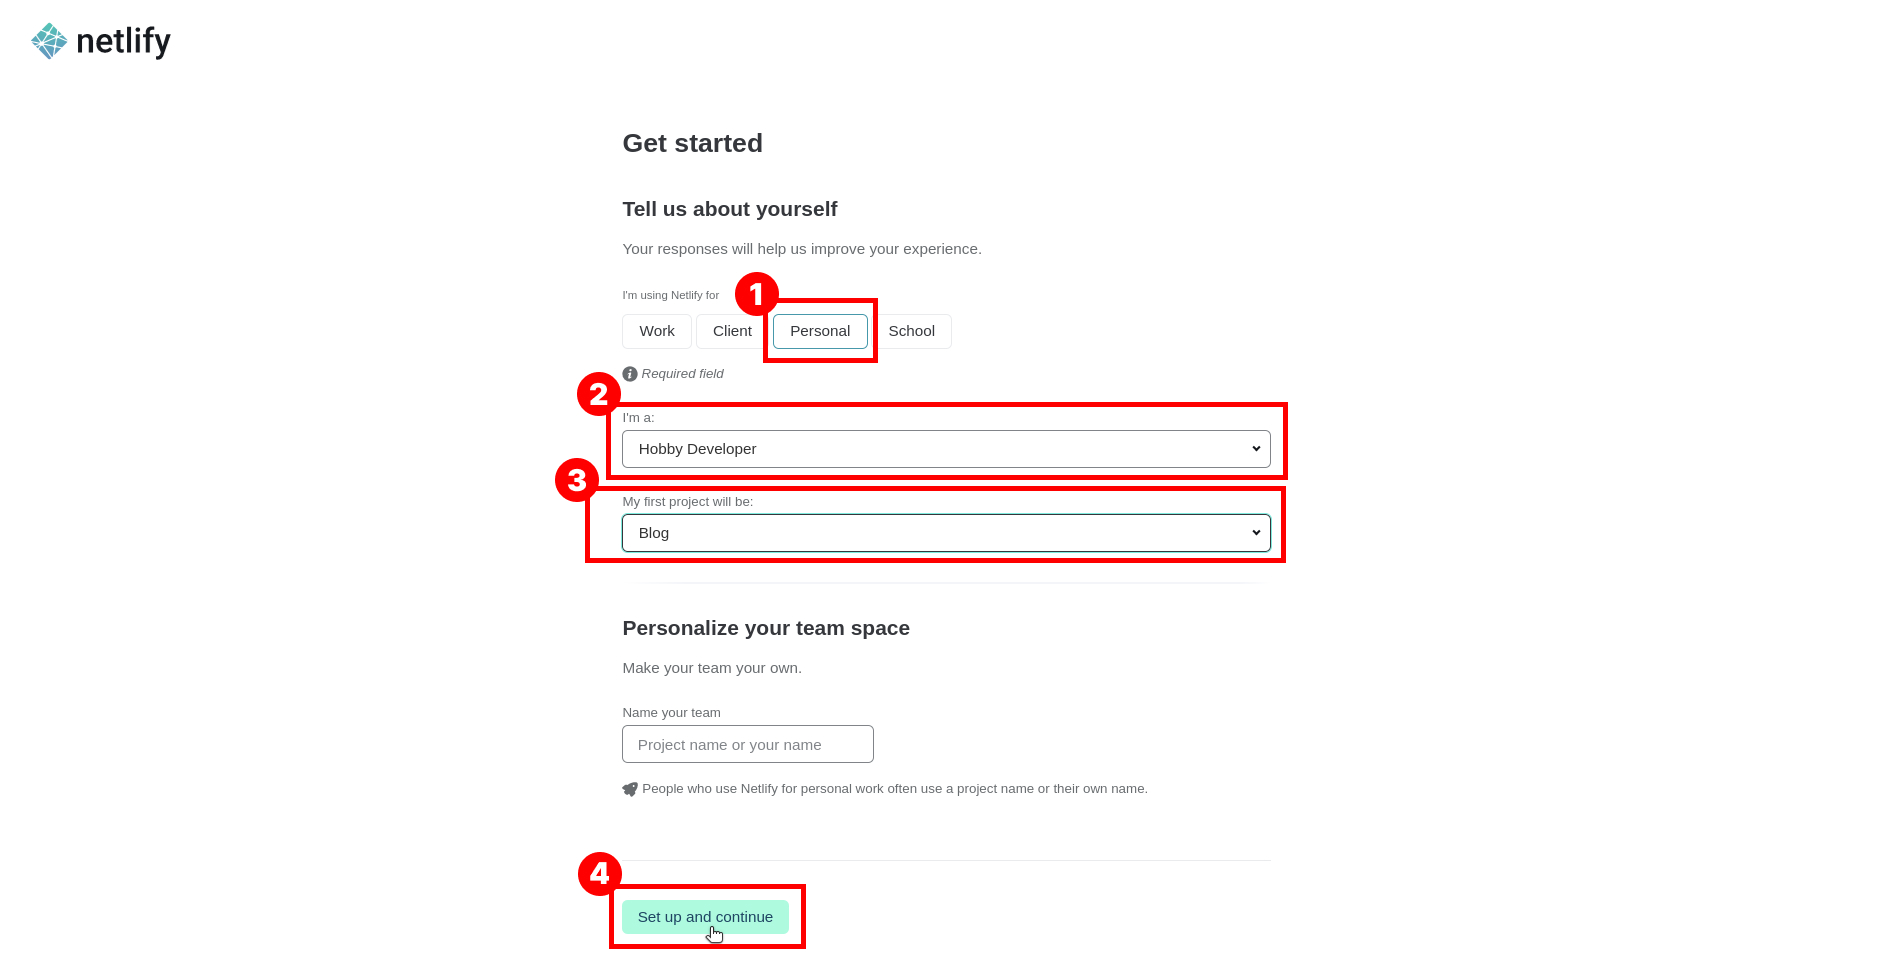 netlify
Get started
Tell us about yourself
Your responses will help us improve your experience.
I'm using Netlify for
1
Work Client Personal School
Required field
2
I'm a:
Hobby Developer
3
My first project will be:
Blog
Personalize your team space
Make your team your own.
Name your team
Project name or your name
People who use Netlify for personal work often use a project name or their own name.
4
Set up and continue